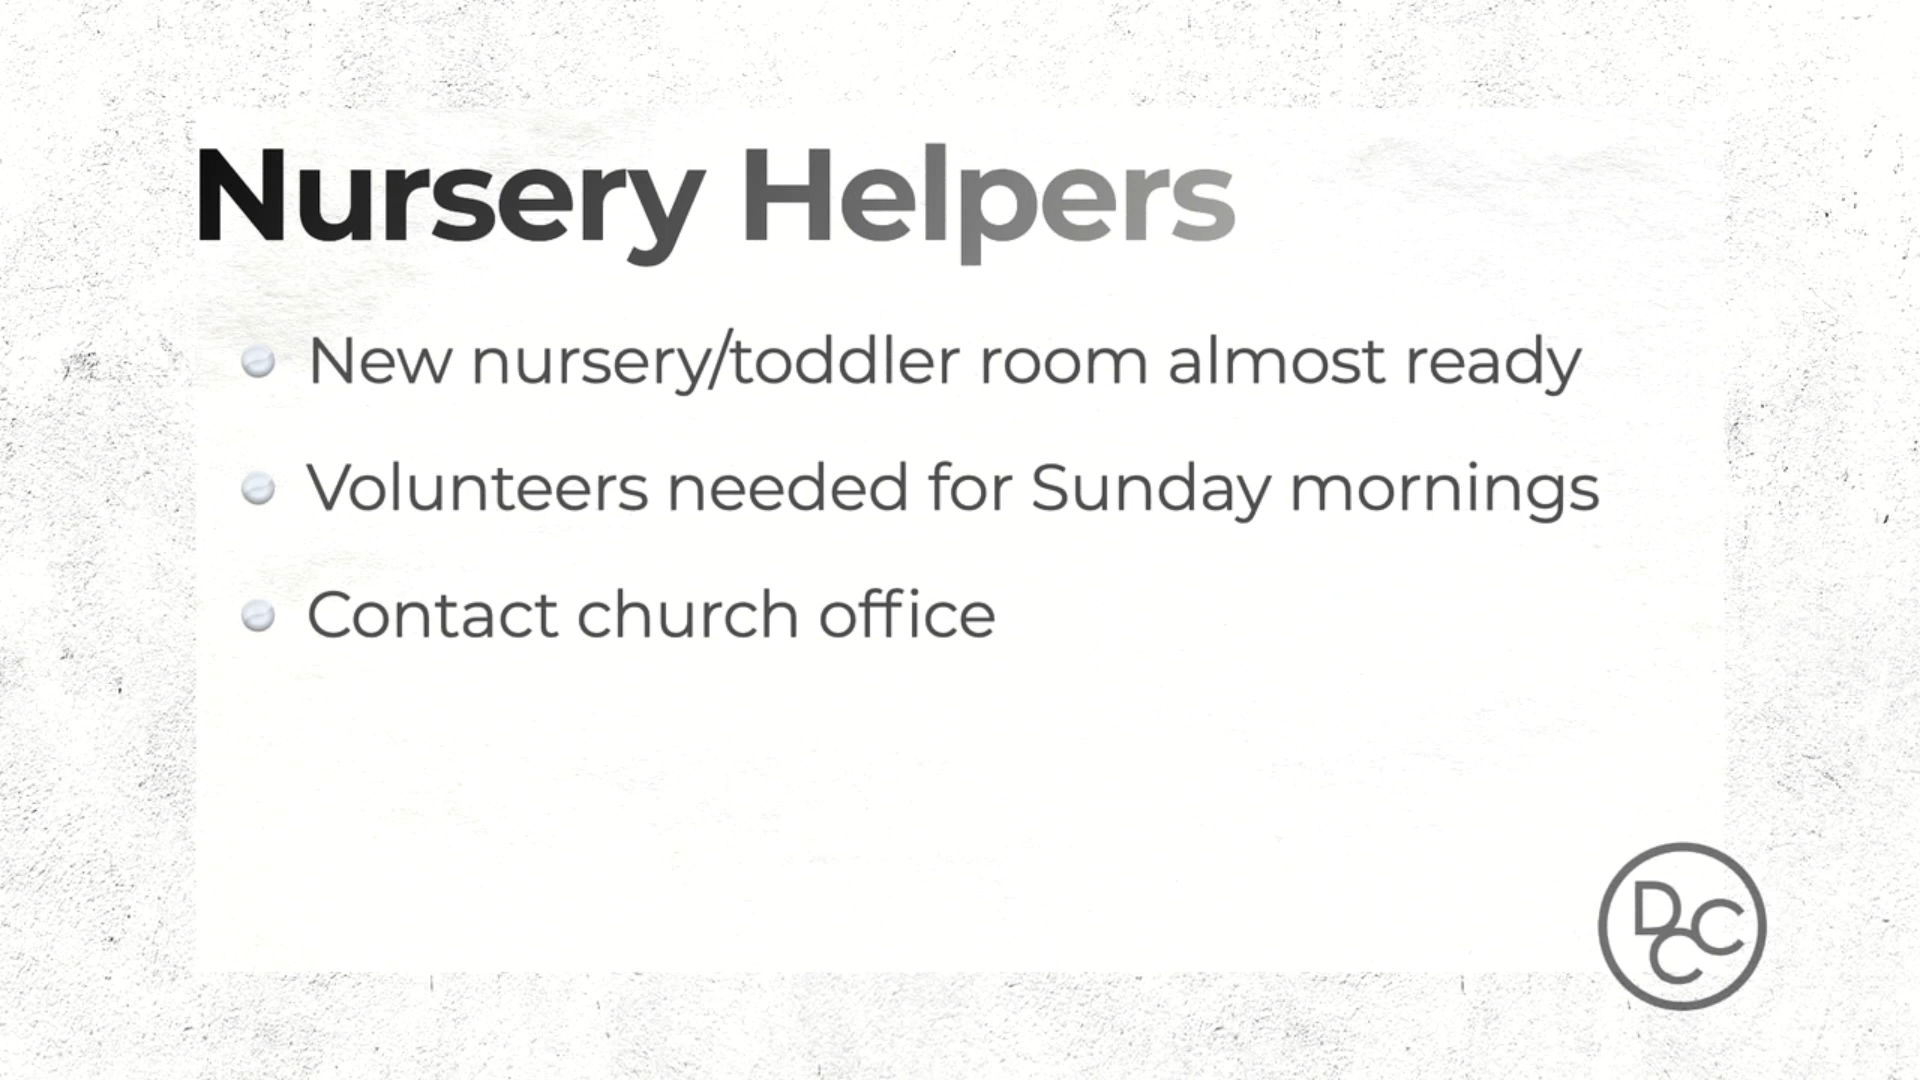 Nursery Helpers
New nursery/toddler room almost ready
Volunteers needed for Sunday mornings
Contact church office
DCC